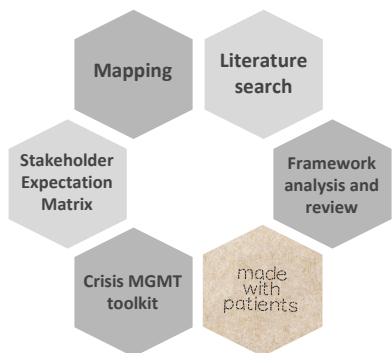 Mapping
Literature
search
Stakeholder
Expectation
Matrix
Framework
analysis and
review
Crisis MGMT
toolkit
made
with
patients